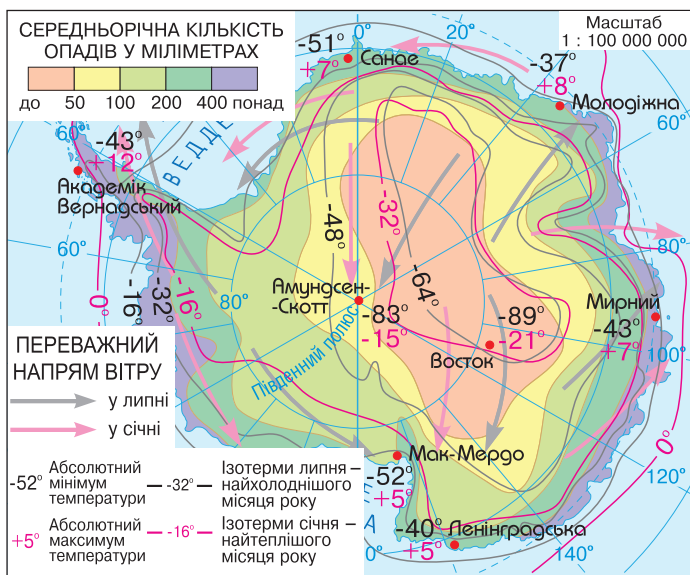 СЕРЕДНЬОРІЧНА КІЛЬКІСТЬ
ОПАДІВ У МІЛІМЕТРАХ
до 50 100 200 400 понад
Масштаб
1 : 100 000 000
0°
20°
-51°
+7°
Санае
-37°
+8°
Молодіжна
60°
60°
-43°
+12°
Академік
Вернадський
ВЕДДЕ
60°
80°
-16°
-32°
-16°
0°
-48°
-32°
-64°
Амундсен-
-Скотт
-83°
-15°
Південний полюс
-89°
-21°
Восток
Мирний
-43°
+7°
80°
100°
0°
120°
140°
Мак-Мердо
-52°
+5°
А
-40°
+5°
Ленінградська
0°
ПЕРЕВАЖНИЙ
НАПРЯМ ВІТРУ
у липні
у січні
-52° Абсолютний
мінімум
температури
-32° Ізотерми липня –
найхолоднішого
місяця року
+5° Абсолютний
максимум
температури
-16° Ізотерми січня –
найтеплішого
місяця року